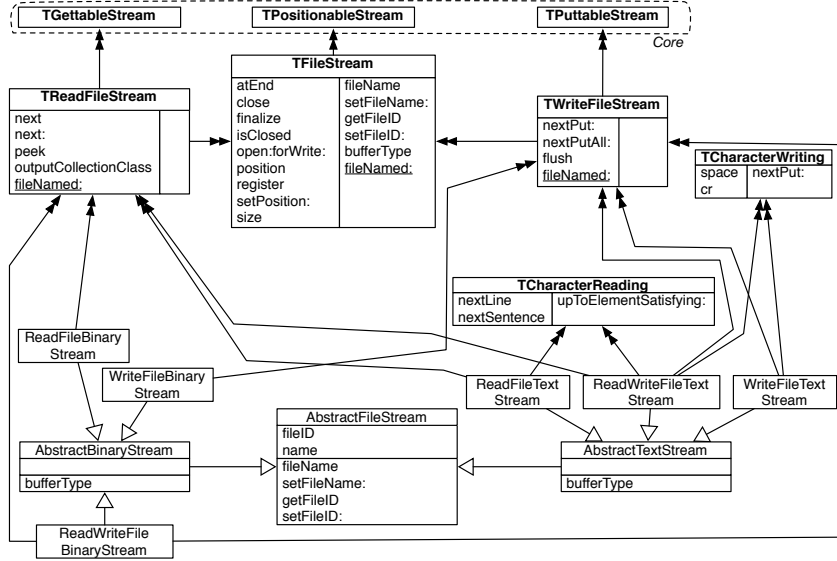 TGettableStream
TPositionableStream
TPuttableStream
Core
TFileStream
atEnd
close
finalize
isClosed
open:forWrite:
position
register
setPosition:
size
fileName
setFileName:
getFileID
setFileID:
bufferType
fileNamed:
TReadFileStream
next
next:
peek
outputCollectionClass
fileNamed:
TWriteFileStream
nextPut:
nextPutAll:
flush
fileNamed:
TCharacterWriting
space
cr
nextPut:
TCharacterReading
nextLine
nextSentence
upToElementSatisfying:
ReadFileBinary
Stream
WriteFileBinary
Stream
ReadFileText
Stream
ReadWriteFileText
Stream
WriteFileText
Stream
AbstractBinaryStream
bufferType
AbstractFileStream
fileID
name
fileName
setFileName:
getFileID
setFileID:
AbstractTextStream
bufferType
ReadWriteFile
BinaryStream